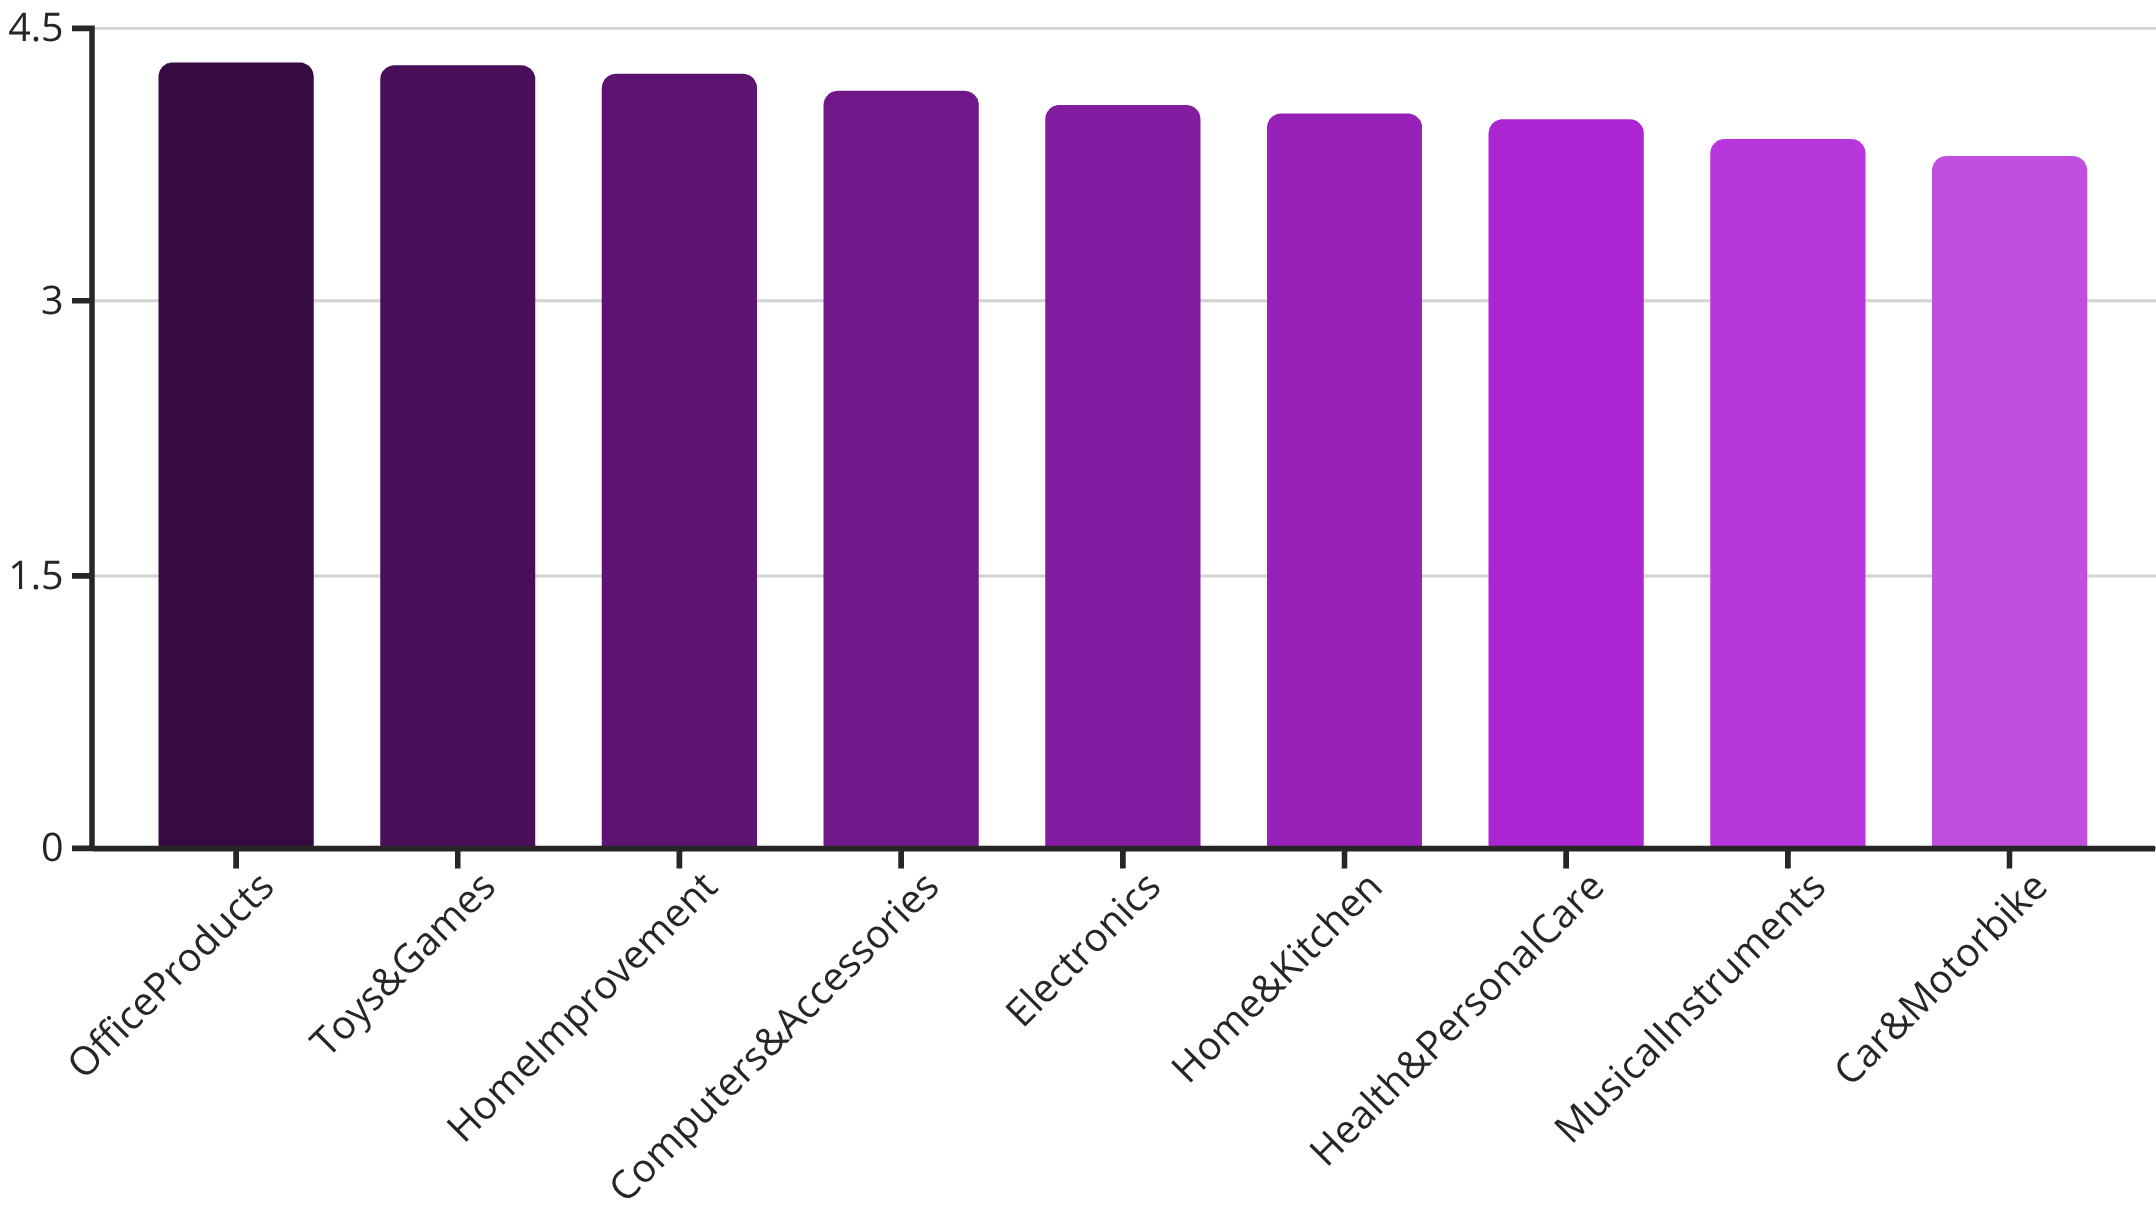 4.5
3
1.5
0
OfficeProducts
Toys&Games
HomeImprovement
Computers&Accessories
Electronics
Home&Kitchen
Health&PersonalCare
MusicalInstruments
Car&Motorbike